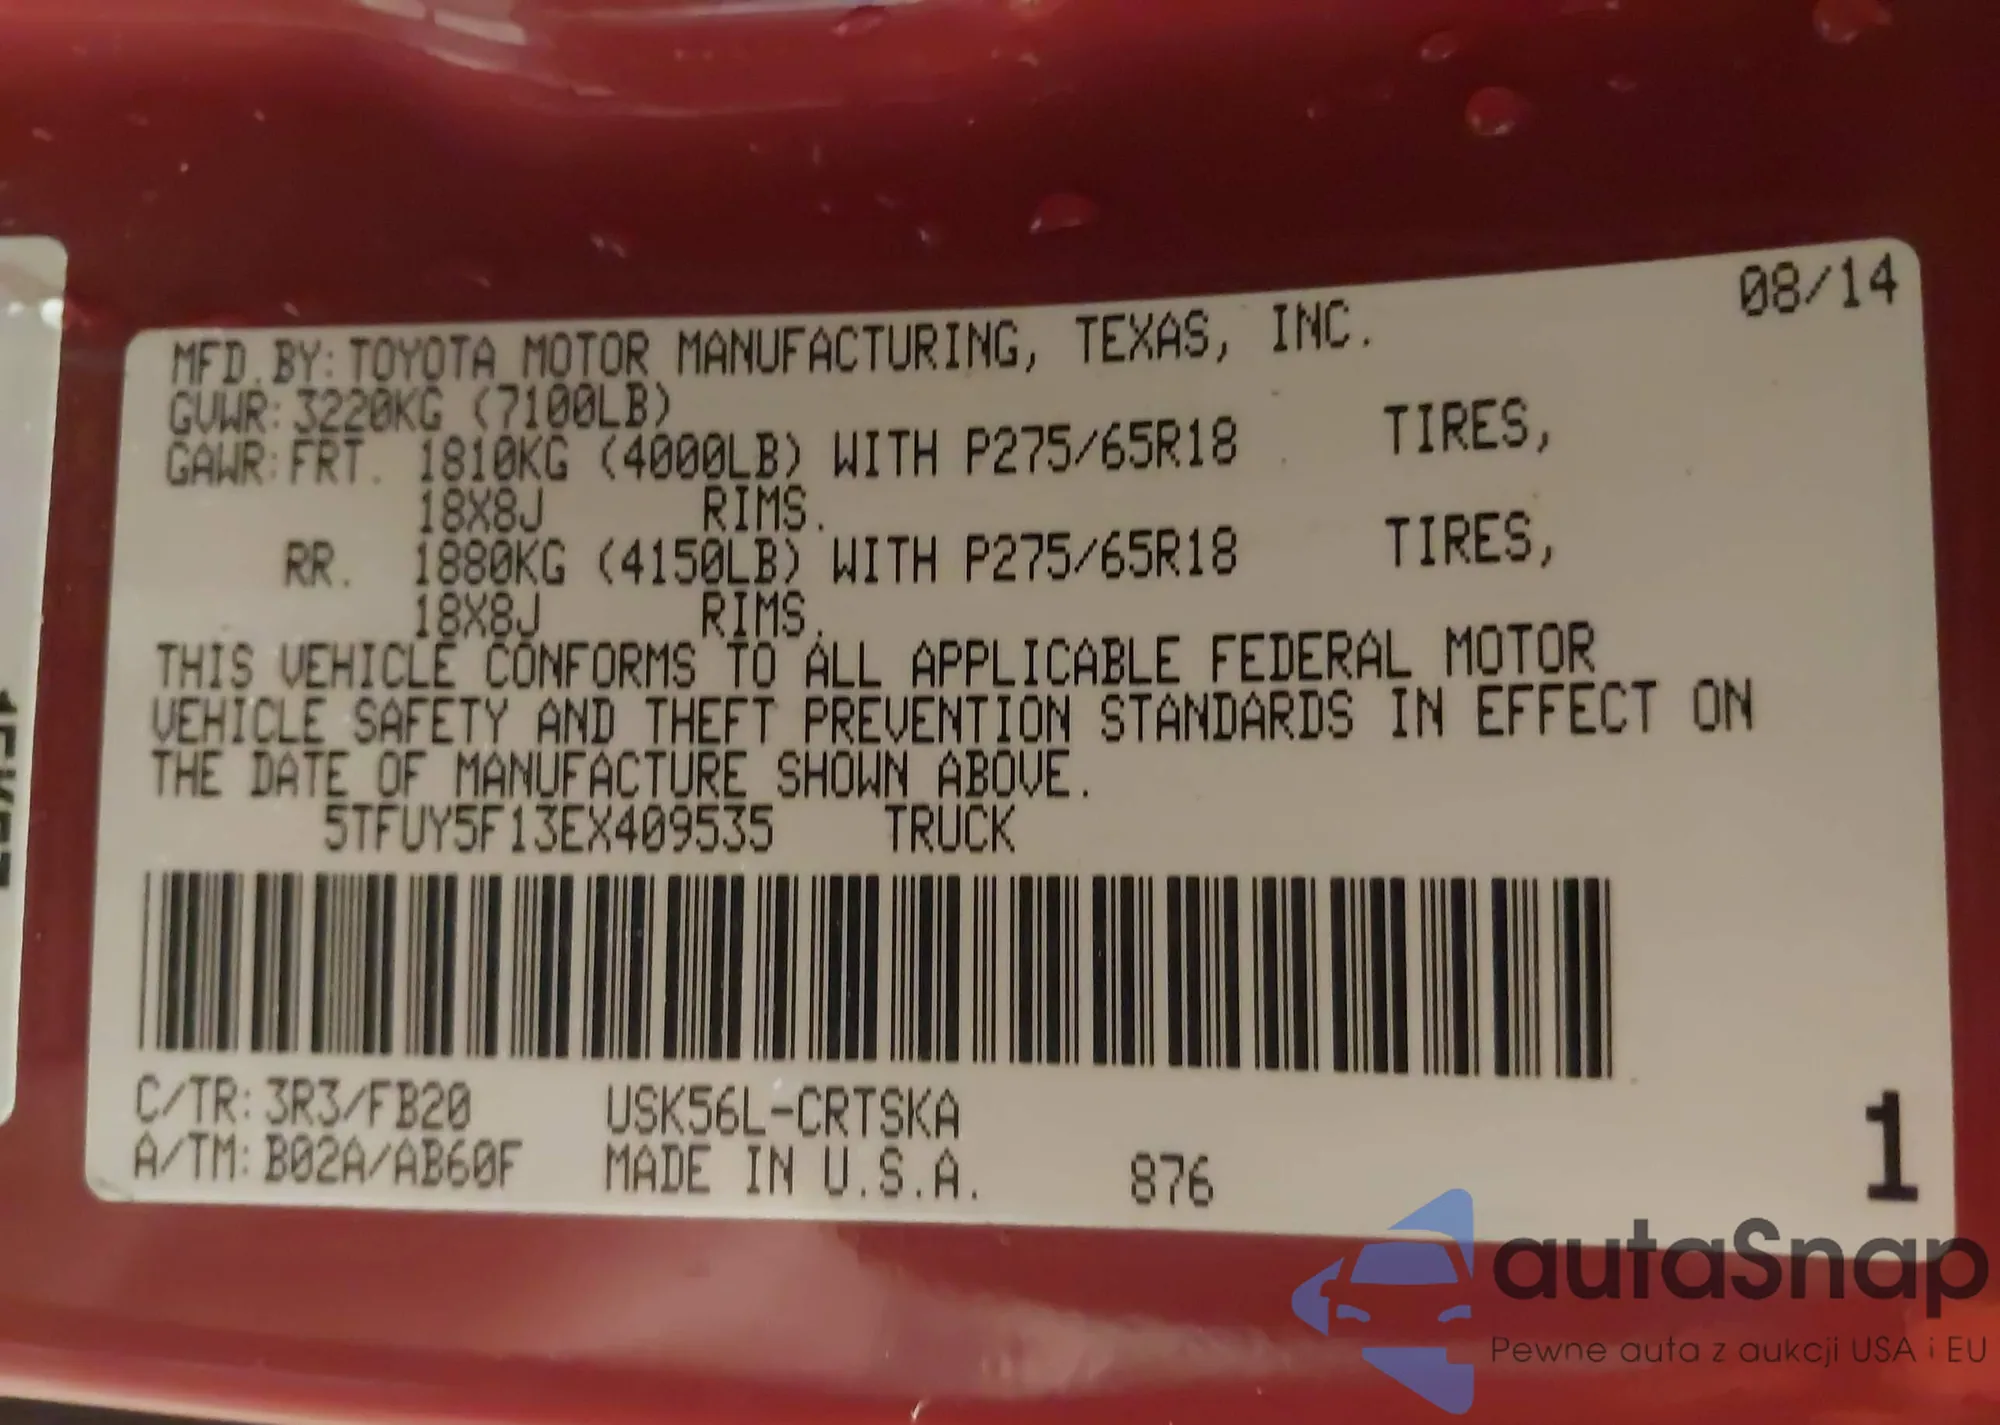 08/14
MFD.BY:TOYOTA MOTOR MANUFACTURING, TEXAS, INC.
GVWR:3220KG (7100LB)
GAWR:FRT. 1810KG (4000LB) WITH P275/65R18 TIRES,
18X8J RIMS.
RR. 1880KG (4150LB) WITH P275/65R18 TIRES,
18X8J RIMS.
THIS VEHICLE CONFORMS TO ALL APPLICABLE FEDERAL MOTOR
VEHICLE SAFETY AND THEFT PREVENTION STANDARDS IN EFFECT ON
THE DATE OF MANUFACTURE SHOWN ABOVE.
5TFUY5F13EX409535 TRUCK
C/TR:3R3/FB20 USK56L-CRTSKA
A/TM:B02A/AB60F MADE IN U.S.A. 876
1
autaSnap
Pewne auta z aukcji USA i EU